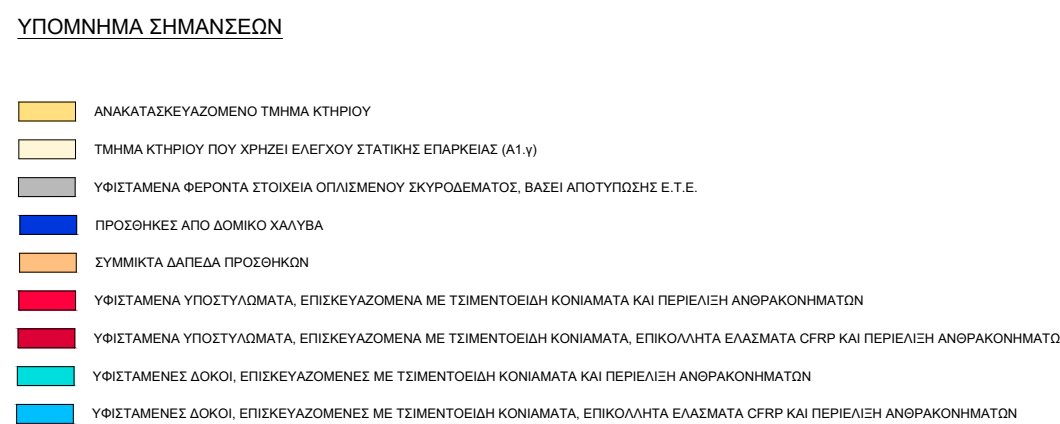 ΥΠΟΜΝΗΜΑ ΣΗΜΑΝΣΕΩΝ
ΑΝΑΚΑΤΑΣΚΕΥΑΖΟΜΕΝΟ ΤΜΗΜΑ ΚΤΗΡΙΟΥ
ΤΜΗΜΑ ΚΤΗΡΙΟΥ ΠΟΥ ΧΡΗΖΕΙ ΕΛΕΓΧΟΥ ΣΤΑΤΙΚΗΣ ΕΠΑΡΚΕΙΑΣ (Α1.γ)
ΥΦΙΣΤΑΜΕΝΑ ΦΕΡΟΝΤΑ ΣΤΟΙΧΕΙΑ ΟΠΛΙΣΜΕΝΟΥ ΣΚΥΡΟΔΕΜΑΤΟΣ, ΒΑΣΕΙ ΑΠΟΤΥΠΩΣΗΣ Ε.Τ.Ε.
ΠΡΟΣΘΗΚΕΣ ΑΠΟ ΔΟΜΙΚΟ ΧΑΛΥΒΑ
ΣΥΜΜΙΚΤΑ ΔΑΠΕΔΑ ΠΡΟΣΘΗΚΩΝ
ΥΦΙΣΤΑΜΕΝΑ ΥΠΟΣΤΥΛΩΜΑΤΑ, ΕΠΙΣΚΕΥΑΖΟΜΕΝΑ ΜΕ ΤΣΙΜΕΝΤΟΕΙΔΗ ΚΟΝΙΑΜΑΤΑ ΚΑΙ ΠΕΡΙΕΛΙΞΗ ΑΝΘΡΑΚΟΝΗΜΑΤΩΝ
ΥΦΙΣΤΑΜΕΝΑ ΥΠΟΣΤΥΛΩΜΑΤΑ, ΕΠΙΣΚΕΥΑΖΟΜΕΝΑ ΜΕ ΤΣΙΜΕΝΤΟΕΙΔΗ ΚΟΝΙΑΜΑΤΑ, ΕΠΙΚΟΛΛΗΤΑ ΕΛΑΣΜΑΤΑ CFRP ΚΑΙ ΠΕΡΙΕΛΙΞΗ ΑΝΘΡΑΚΟΝΗΜΑΤΩ
ΥΦΙΣΤΑΜΕΝΕΣ ΔΟΚΟΙ, ΕΠΙΣΚΕΥΑΖΟΜΕΝΕΣ ΜΕ ΤΣΙΜΕΝΤΟΕΙΔΗ ΚΟΝΙΑΜΑΤΑ ΚΑΙ ΠΕΡΙΕΛΙΞΗ ΑΝΘΡΑΚΟΝΗΜΑΤΩΝ
ΥΦΙΣΤΑΜΕΝΕΣ ΔΟΚΟΙ, ΕΠΙΣΚΕΥΑΖΟΜΕΝΕΣ ΜΕ ΤΣΙΜΕΝΤΟΕΙΔΗ ΚΟΝΙΑΜΑΤΑ, ΕΠΙΚΟΛΛΗΤΑ ΕΛΑΣΜΑΤΑ CFRP ΚΑΙ ΠΕΡΙΕΛΙΞΗ ΑΝΘΡΑΚΟΝΗΜΑΤΩΝ